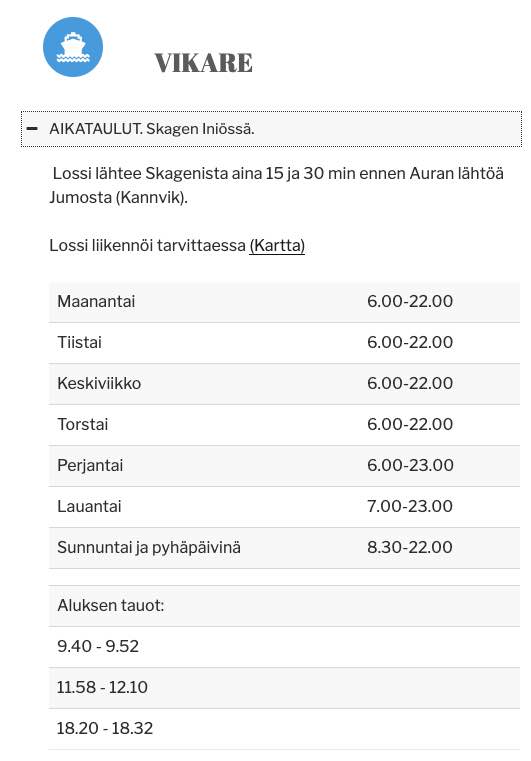 VIKARE
AIKATAULUT. Skagen Iniössä.
Lossi lähtee Skagenista aina 15 ja 30 min ennen Auran lähtöä
Jumosta (Kannvik).
Lossi liikennöi tarvittaessa (Kartta)
Maanantai 6.00-22.00
Tiistai 6.00-22.00
Keskiviikko 6.00-22.00
Torstai 6.00-22.00
Perjantai 6.00-23.00
Lauantai 7.00-23.00
Sunnuntai ja pyhäpäivinä 8.30-22.00
Aluksen tauot:
9.40 - 9.52
11.58 - 12.10
18.20 - 18.32